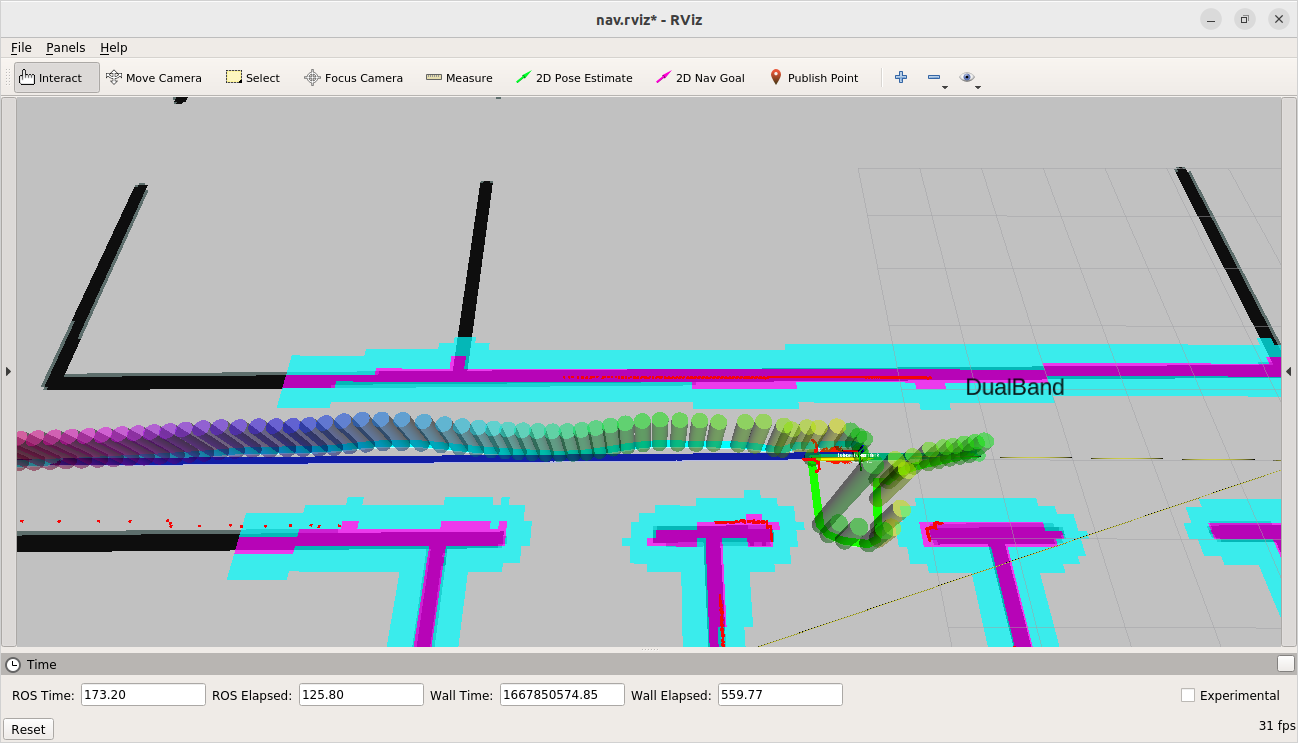 nav.rviz* - RViz
File Panels Help
Interact Move Camera Select Focus Camera Measure 2D Pose Estimate 2D Nav Goal Publish Point
DualBand
Time
ROS Time: 173.20 ROS Elapsed: 125.80 Wall Time: 1667850574.85 Wall Elapsed: 559.77 Experimental
Reset 31 fps